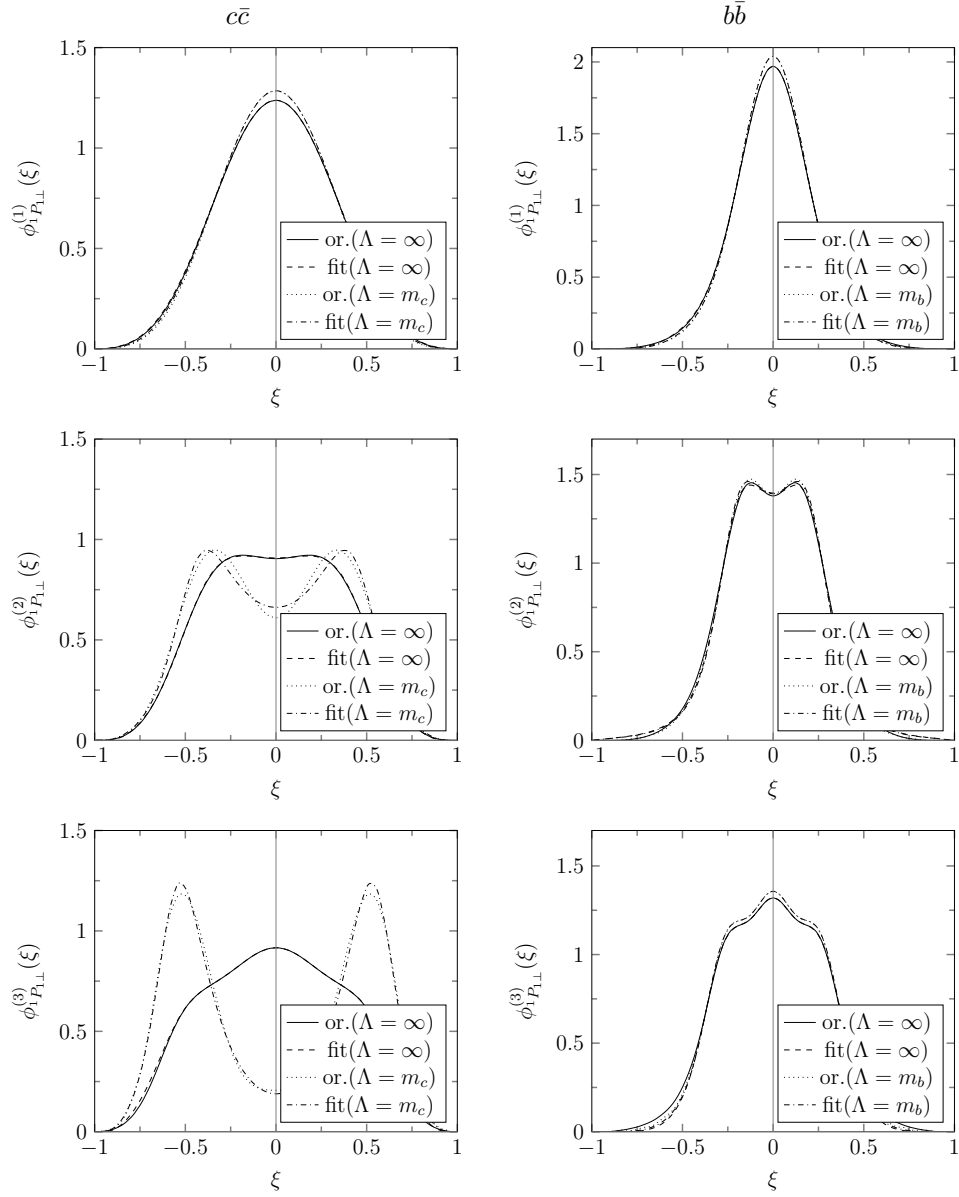 cc̄
bb̄
1.5
1
0.5
0
ϕ^{(1)}_{^1P_{1⊥}}(ξ)
or.(Λ = ∞)
fit(Λ = ∞)
or.(Λ = m_c)
fit(Λ = m_c)
−1 −0.5 0 0.5 1
ξ
2
1.5
1
0.5
0
ϕ^{(1)}_{^1P_{1⊥}}(ξ)
or.(Λ = ∞)
fit(Λ = ∞)
or.(Λ = m_b)
fit(Λ = m_b)
−1 −0.5 0 0.5 1
ξ
1.5
1
0.5
0
ϕ^{(2)}_{^1P_{1⊥}}(ξ)
or.(Λ = ∞)
fit(Λ = ∞)
or.(Λ = m_c)
fit(Λ = m_c)
−1 −0.5 0 0.5 1
ξ
1.5
1
0.5
0
ϕ^{(2)}_{^1P_{1⊥}}(ξ)
or.(Λ = ∞)
fit(Λ = ∞)
or.(Λ = m_b)
fit(Λ = m_b)
−1 −0.5 0 0.5 1
ξ
1.5
1
0.5
0
ϕ^{(3)}_{^1P_{1⊥}}(ξ)
or.(Λ = ∞)
fit(Λ = ∞)
or.(Λ = m_c)
fit(Λ = m_c)
−1 −0.5 0 0.5 1
ξ
1.5
1
0.5
0
ϕ^{(3)}_{^1P_{1⊥}}(ξ)
or.(Λ = ∞)
fit(Λ = ∞)
or.(Λ = m_b)
fit(Λ = m_b)
−1 −0.5 0 0.5 1
ξ